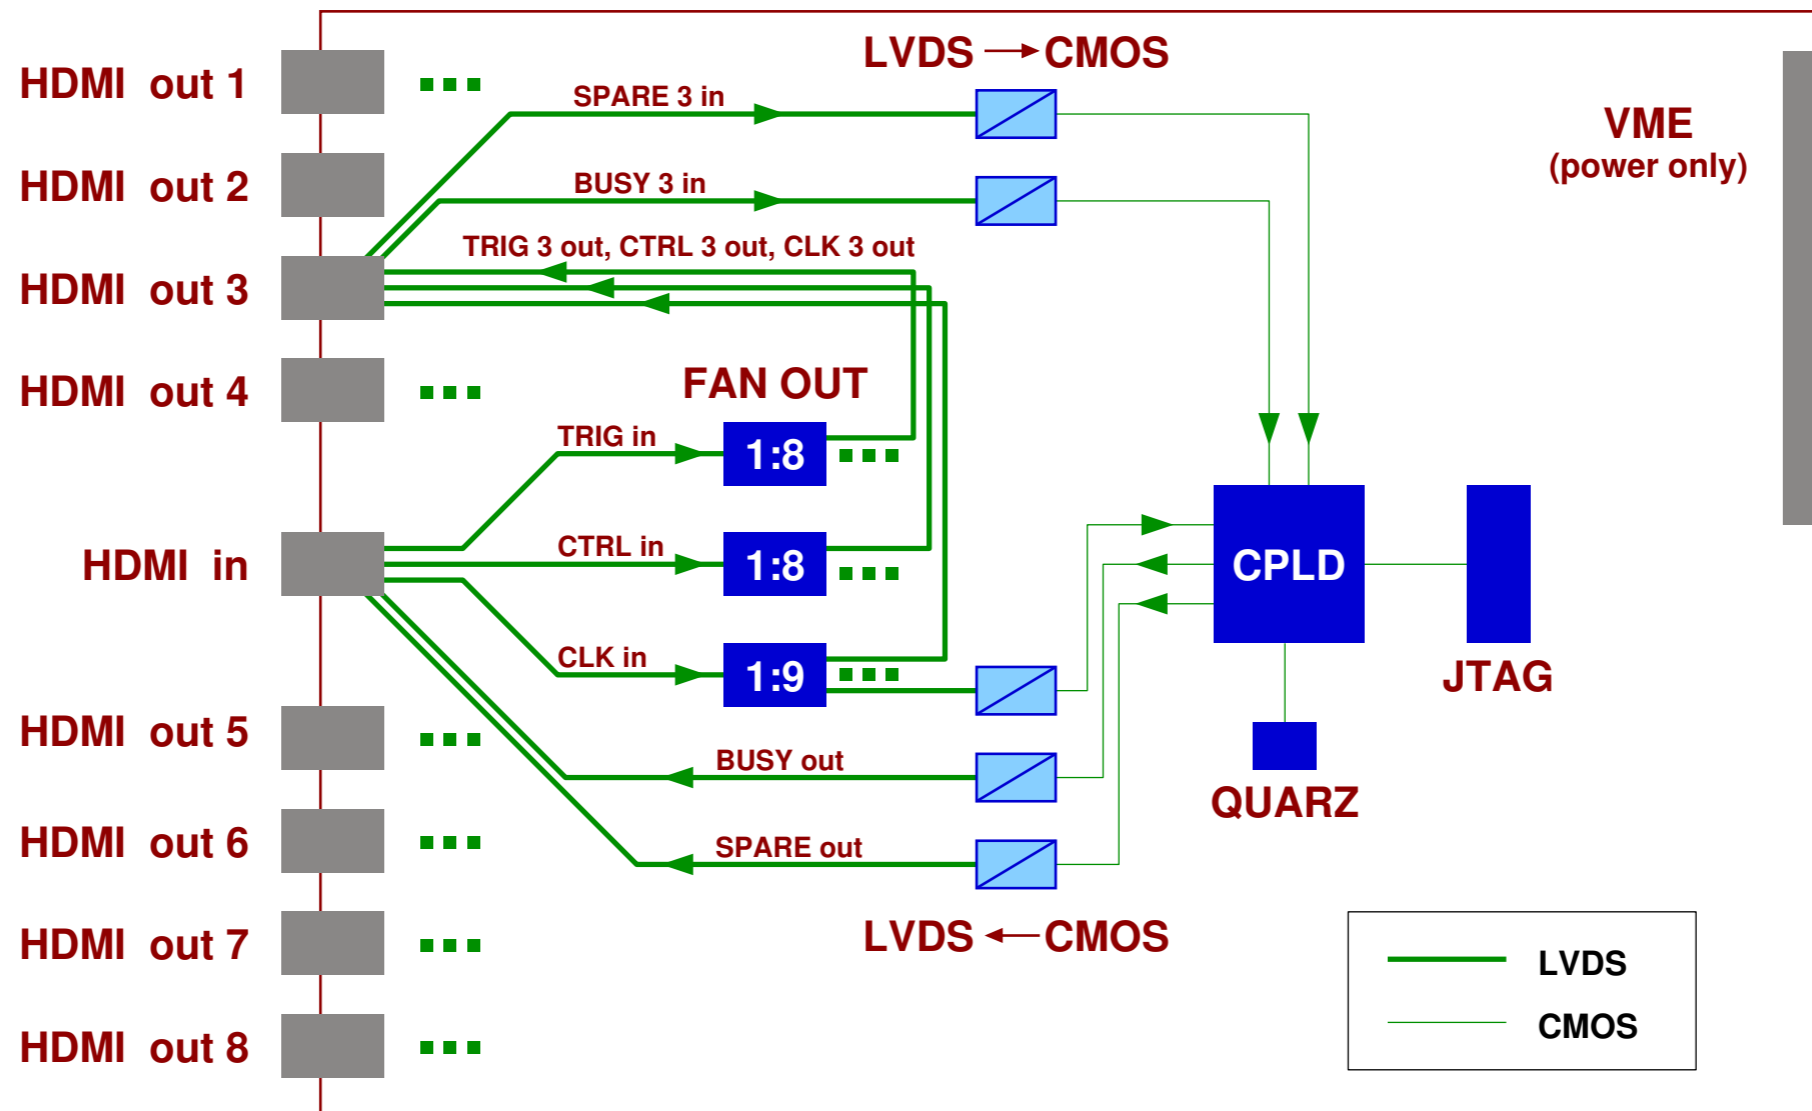 LVDS → CMOS
HDMI out 1
SPARE 3 in
VME
(power only)
HDMI out 2
BUSY 3 in
TRIG 3 out, CTRL 3 out, CLK 3 out
HDMI out 3
FAN OUT
HDMI out 4
TRIG in
1:8
HDMI in
CTRL in
1:8
CPLD
CLK in
1:9
JTAG
HDMI out 5
BUSY out
QUARZ
HDMI out 6
SPARE out
HDMI out 7
LVDS ← CMOS
LVDS
CMOS
HDMI out 8